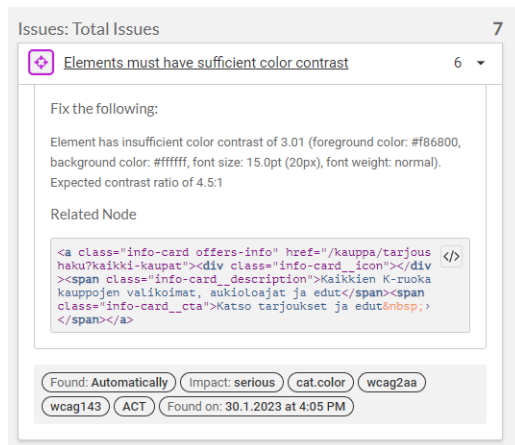 Issues: Total Issues 7
Elements must have sufficient color contrast 6
Fix the following:
Element has insufficient color contrast of 3.01 (foreground color: #f86800,
background color: #ffffff, font size: 15.0pt (20px), font weight: normal).
Expected contrast ratio of 4.5:1
Related Node
<a class="info-card offers-info" href="/kauppa/tarjous
haku?kaikki-kaupat"><div class="info-card__icon"></div
><span class="info-card__description">Kaikkien K-ruoka
kauppojen valikoimat, aukioloajat ja edut</span><span
class="info-card__cta">Katso tarjoukset ja edut&nbsp;›
</span></a>
</>
Found: Automatically Impact: serious cat.color wcag2aa
wcag143 ACT Found on: 30.1.2023 at 4:05 PM